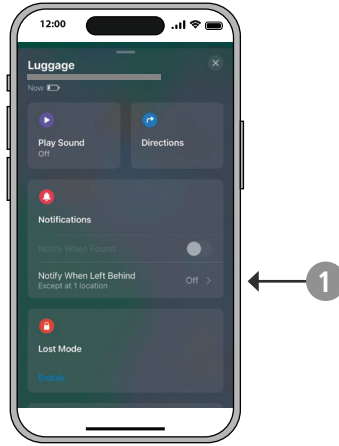 12:00
Luggage
Now
Play Sound
Off
Directions
Notifications
Notify When Found
Notify When Left Behind
Except at 1 location
Off
1
Lost Mode
Enable